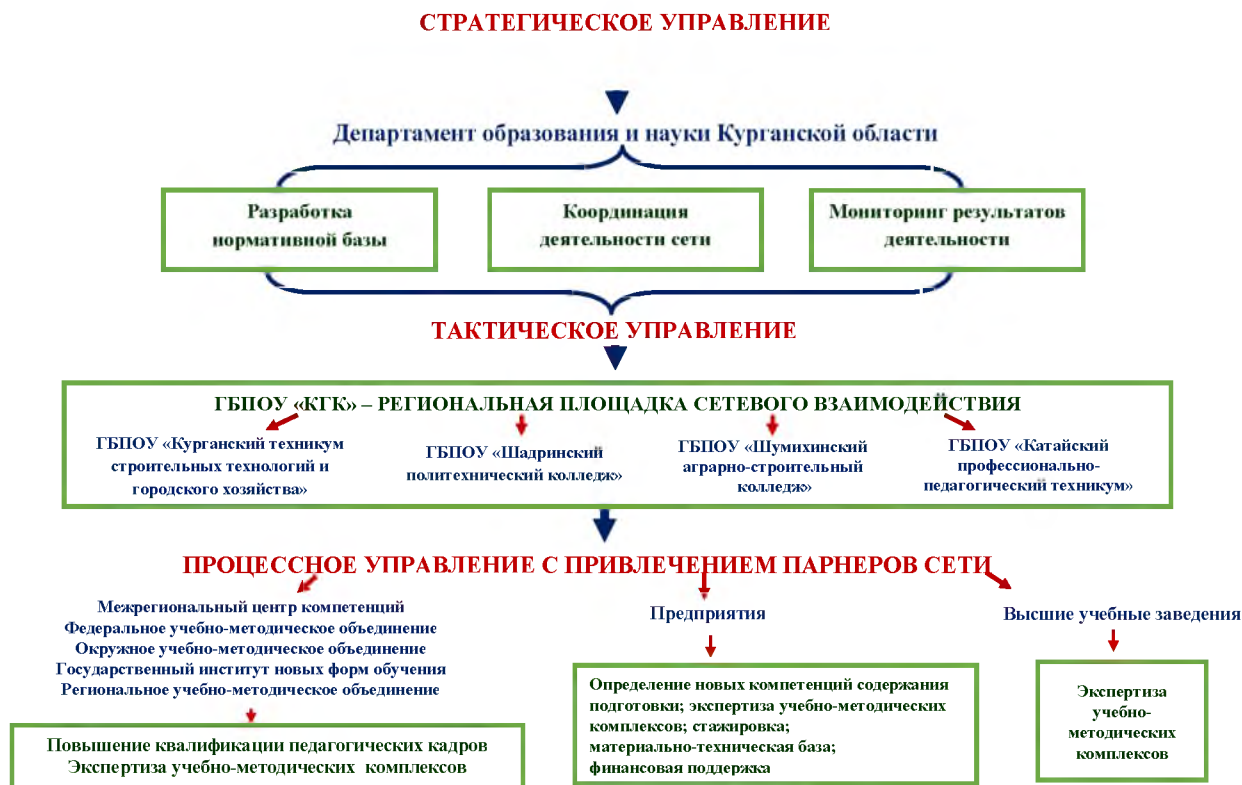 СТРАТЕГИЧЕСКОЕ УПРАВЛЕНИЕ
Департамент образования и науки Курганской области
Разработка
нормативной базы
Координация
деятельности сети
Мониторинг результатов
деятельности
ТАКТИЧЕСКОЕ УПРАВЛЕНИЕ
ГБПОУ «КГК» – РЕГИОНАЛЬНАЯ ПЛОЩАДКА СЕТЕВОГО ВЗАИМОДЕЙСТВИЯ
ГБПОУ «Курганский техникум
строительных технологий и
городского хозяйства»
ГБПОУ «Шадринский
политехнический колледж»
ГБПОУ «Шумихинский
аграрно-строительный
колледж»
ГБПОУ «Катайский
профессионально-
педагогический техникум»
ПРОЦЕССНОЕ УПРАВЛЕНИЕ С ПРИВЛЕЧЕНИЕМ ПАРНЕРОВ СЕТИ
Межрегиональный центр компетенций
Федеральное учебно-методическое объединение
Окружное учебно-методическое объединение
Государственный институт новых форм обучения
Региональное учебно-методическое объединение
Повышение квалификации педагогических кадров
Экспертиза учебно-методических комплексов
Предприятия
Определение новых компетенций содержания
подготовки; экспертиза учебно-методических
комплексов; стажировка;
материально-техническая база;
финансовая поддержка
Высшие учебные заведения
Экспертиза
учебно-
методических
комплексов